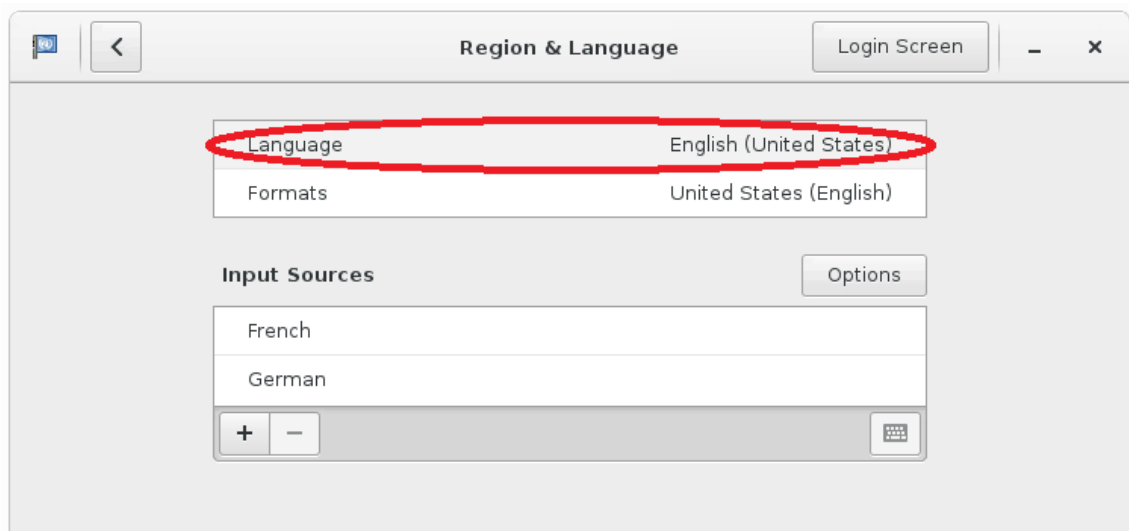 Region & Language
Login Screen
Language English (United States)
Formats United States (English)
Input Sources
Options
French
German